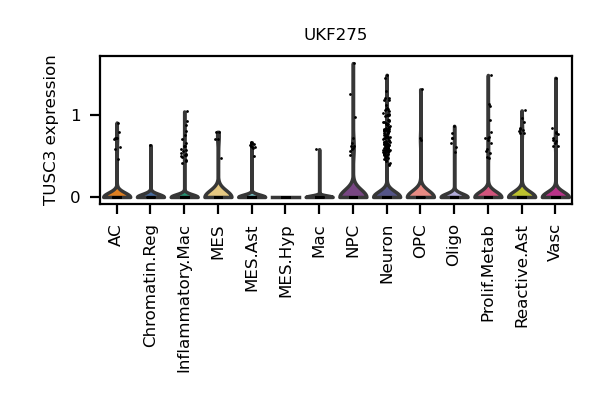 UKF275
TUSC3 expression
1
0
AC
Chromatin.Reg
Inflammatory.Mac
MES
MES.Ast
MES.Hyp
Mac
NPC
Neuron
OPC
Oligo
Prolif.Metab
Reactive.Ast
Vasc